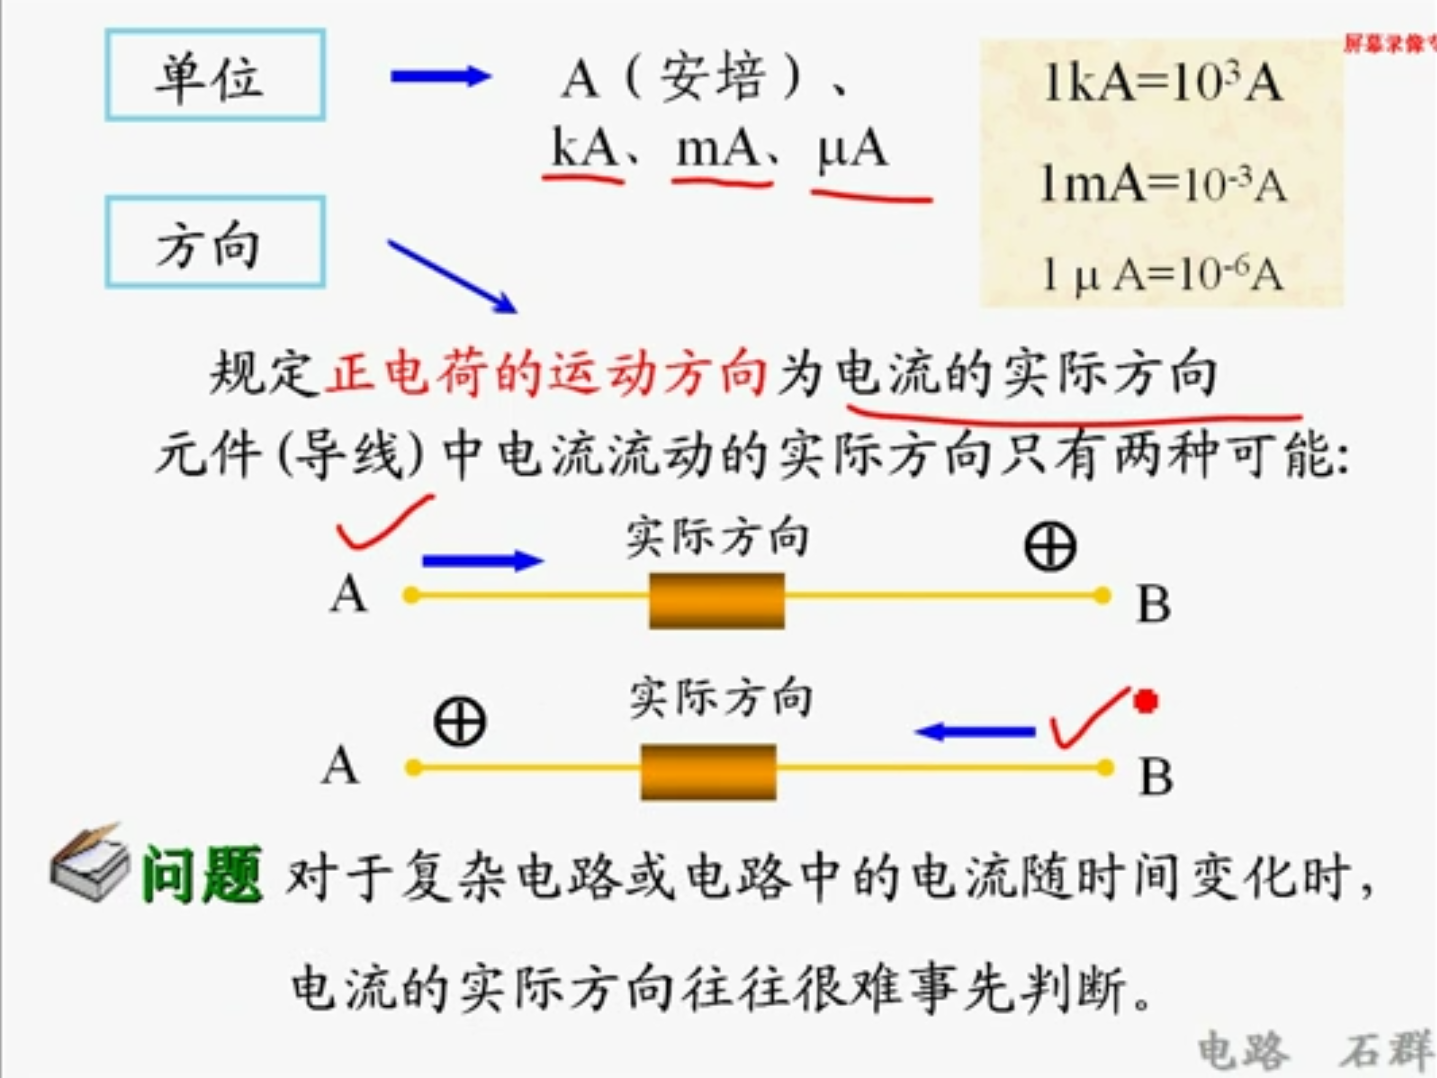 单位
A（安培）、
kA、mA、μA
1kA=10³A
1mA=10⁻³A
1 μ A=10⁻⁶A
屏幕录像
方向
规定正电荷的运动方向为电流的实际方向
元件(导线)中电流流动的实际方向只有两种可能:
实际方向
A
B
实际方向
A
B
问题 对于复杂电路或电路中的电流随时间变化时，
电流的实际方向往往很难事先判断。
电路 石群